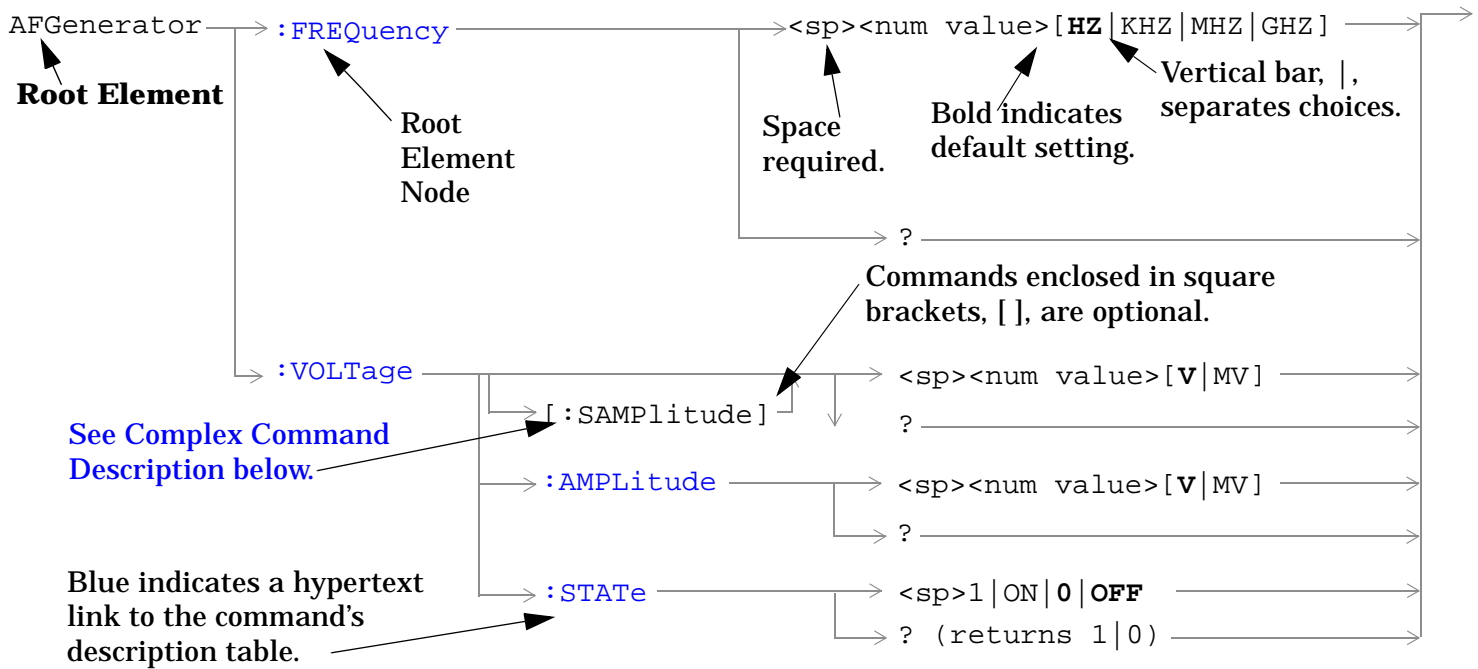 AFGenerator :FREQuency <sp><num value>[HZ|KHZ|MHZ|GHZ]
Root Element
Root
Element
Node
Space
required.
Bold indicates
default setting.
Vertical bar, |,
separates choices.
?
Commands enclosed in square
brackets, [ ], are optional.
:VOLTage <sp><num value>[V|MV]
[:SAMPlitude] ?
See Complex Command
Description below.
:AMPLitude <sp><num value>[V|MV]
?
Blue indicates a hypertext
link to the command's
description table.
:STATe <sp>1|ON|0|OFF
? (returns 1|0)